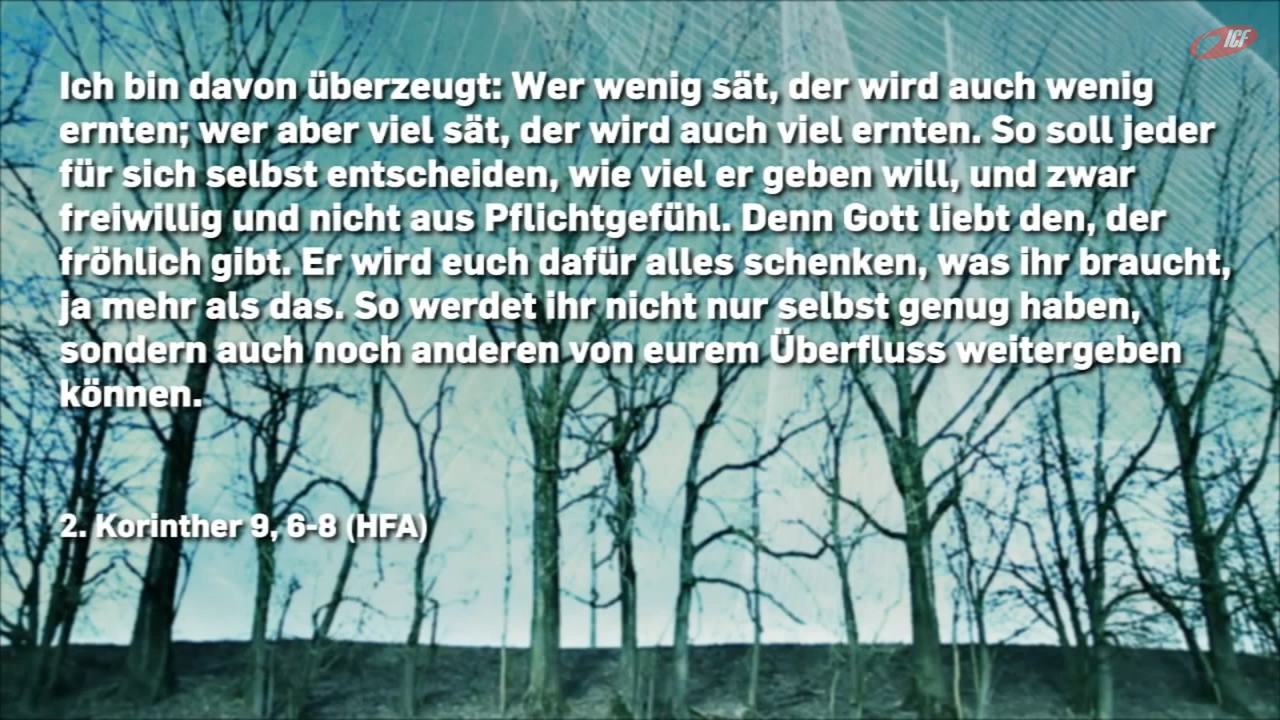 ICF
Ich bin davon überzeugt: Wer wenig sät, der wird auch wenig
ernten; wer aber viel sät, der wird auch viel ernten. So soll jeder
für sich selbst entscheiden, wie viel er geben will, und zwar
freiwillig und nicht aus Pflichtgefühl. Denn Gott liebt den, der
fröhlich gibt. Er wird euch dafür alles schenken, was ihr braucht,
ja mehr als das. So werdet ihr nicht nur selbst genug haben,
sondern auch noch anderen von eurem Überfluss weitergeben
können.
2. Korinther 9, 6-8 (HFA)